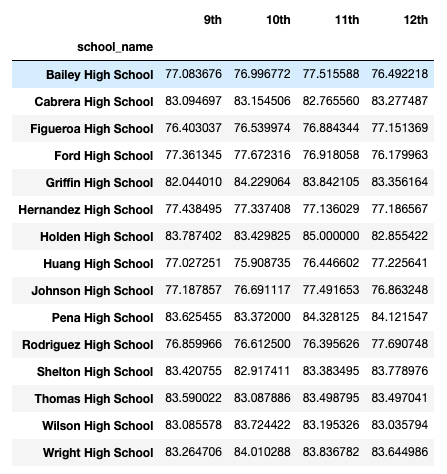 9th 10th 11th 12th
school_name
Bailey High School 77.083676 76.996772 77.515588 76.492218
Cabrera High School 83.094697 83.154506 82.765560 83.277487
Figueroa High School 76.403037 76.539974 76.884344 77.151369
Ford High School 77.361345 77.672316 76.918058 76.179963
Griffin High School 82.044010 84.229064 83.842105 83.356164
Hernandez High School 77.438495 77.337408 77.136029 77.186567
Holden High School 83.787402 83.429825 85.000000 82.855422
Huang High School 77.027251 75.908735 76.446602 77.225641
Johnson High School 77.187857 76.691117 77.491653 76.863248
Pena High School 83.625455 83.372000 84.328125 84.121547
Rodriguez High School 76.859966 76.612500 76.395626 77.690748
Shelton High School 83.420755 82.917411 83.383495 83.778976
Thomas High School 83.590022 83.087886 83.498795 83.497041
Wilson High School 83.085578 83.724422 83.195326 83.035794
Wright High School 83.264706 84.010288 83.836782 83.644986